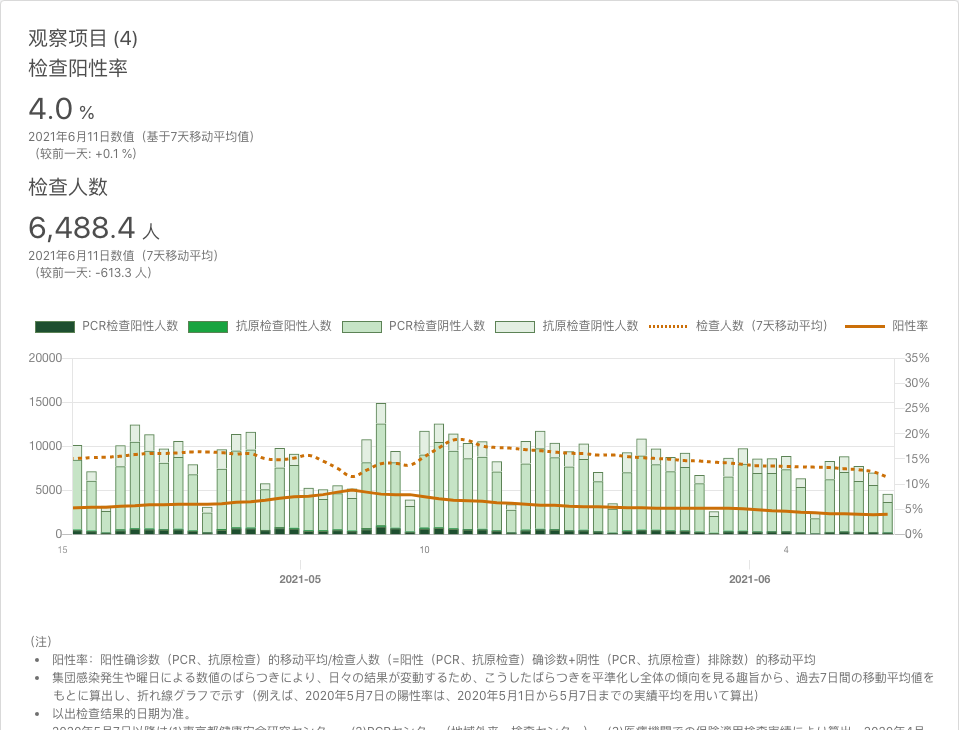 观察项目 (4)
检查阳性率
4.0 %
2021年6月11日数值（基于7天移动平均值）
（较前一天: +0.1 %）
检查人数
6,488.4 人
2021年6月11日数值（7天移动平均）
（较前一天: -613.3 人）
PCR检查阳性人数 抗原检查阳性人数 PCR检查阴性人数 抗原检查阴性人数 检查人数（7天移动平均） 阳性率
20000 35%
30%
15000 25%
20%
10000 15%
5000 10%
5%
0 0%
15 10 4
2021-05 2021-06
（注）
• 阳性率：阳性确诊数（PCR、抗原检查）的移动平均/检查人数（=阳性（PCR、抗原检查）确诊数+阴性（PCR、抗原检查）排除数）的移动平均
• 集団感染発生や曜日による数値のばらつきにより、日々の結果が変動するため、こうしたばらつきを平準化し全体の傾向を見る趣旨から、過去7日間の移動平均値を
もとに算出し、折れ線グラフで示す（例えば、2020年5月7日の陽性率は、2020年5月1日から5月7日までの実績平均を用いて算出）
• 以出检查结果的日期为准。